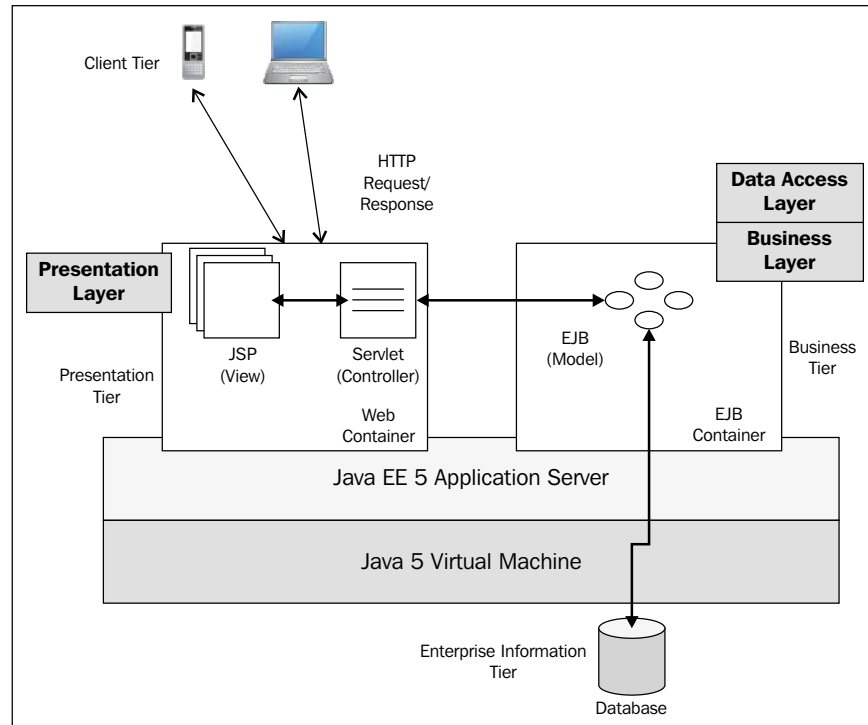 Client Tier
HTTP
Request/
Response
Data Access
Layer
Business
Layer
Presentation
Layer
JSP
(View)
Servlet
(Controller)
EJB
(Model)
Presentation
Tier
Business
Tier
Web
Container
EJB
Container
Java EE 5 Application Server
Java 5 Virtual Machine
Enterprise Information
Tier
Database